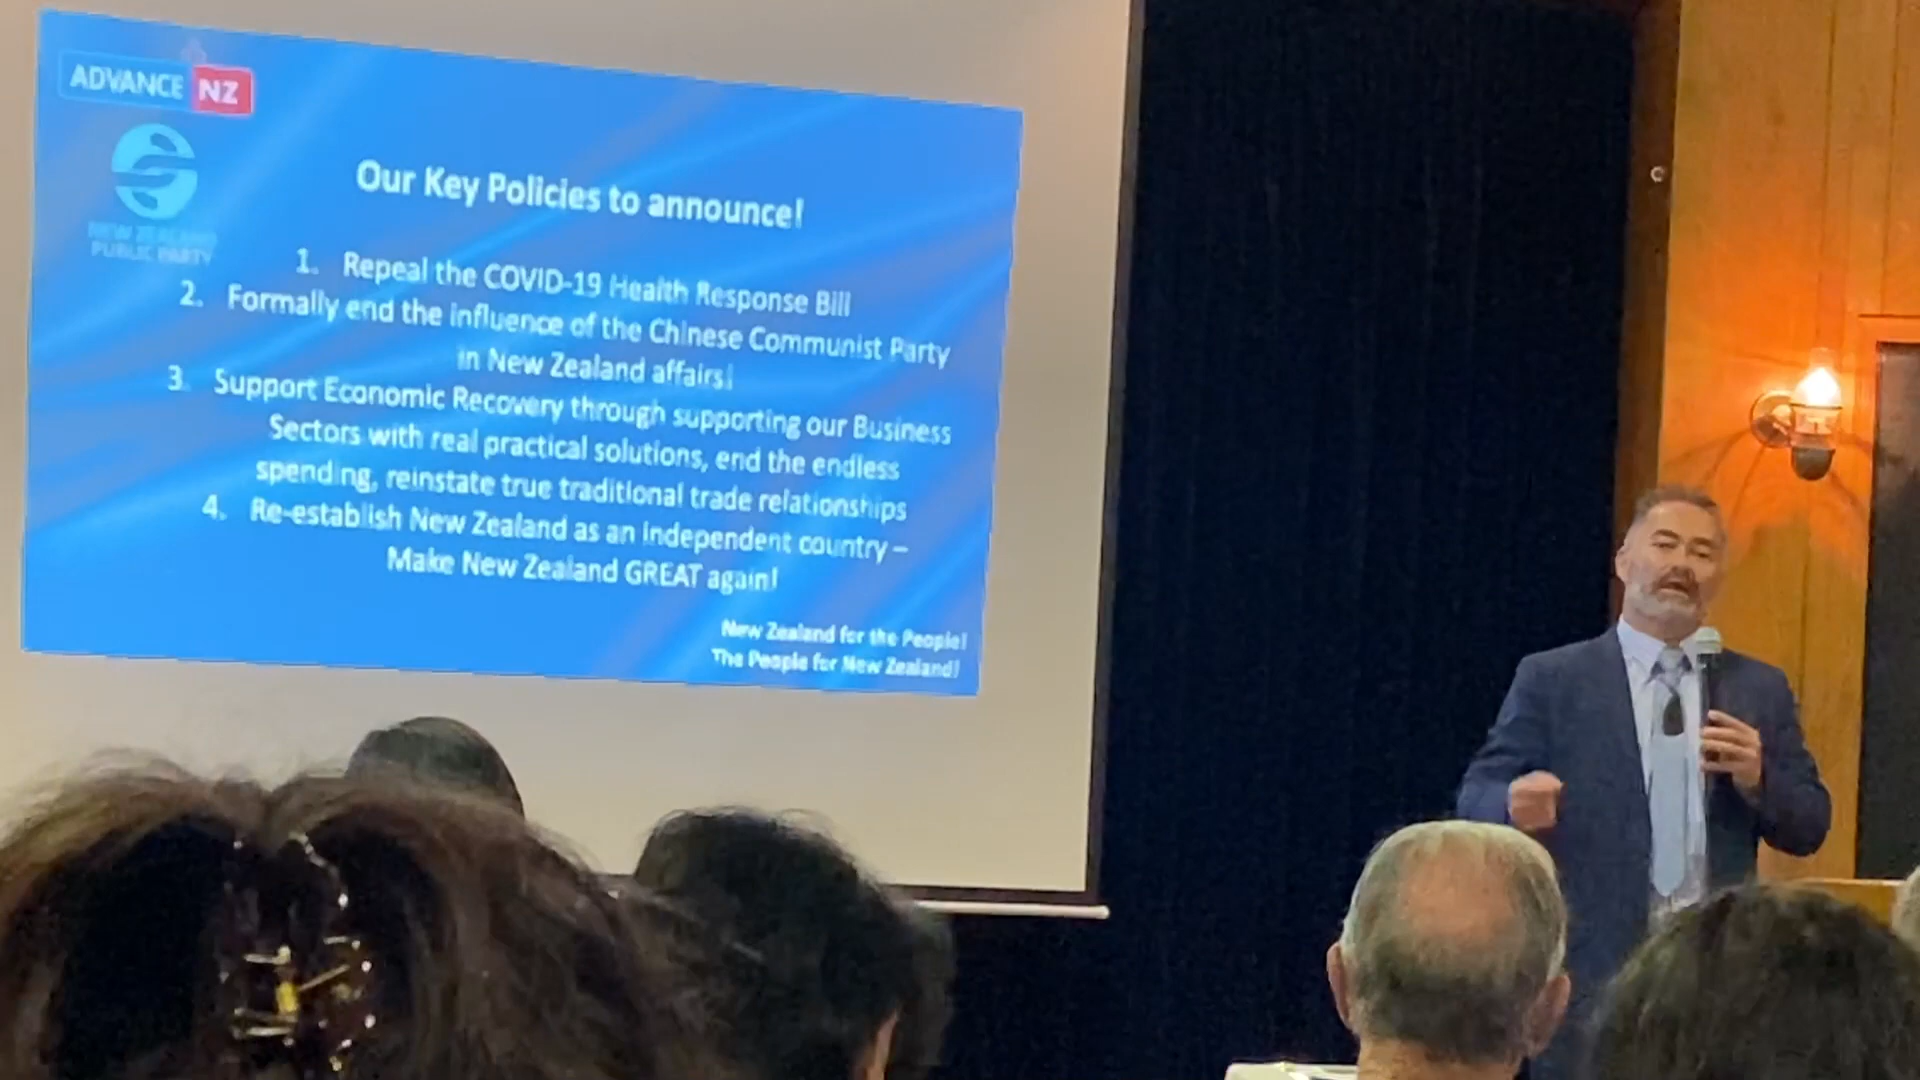 ADVANCE NZ
NEW ZEALAND
PUBLIC PARTY
Our Key Policies to announce!
1. Repeal the COVID-19 Health Response Bill
2. Formally end the influence of the Chinese Communist Party
in New Zealand affairs!
3. Support Economic Recovery through supporting our Business
Sectors with real practical solutions, end the endless
spending, reinstate true traditional trade relationships
4. Re-establish New Zealand as an independent country –
Make New Zealand GREAT again!
New Zealand for the People!
The People for New Zealand!